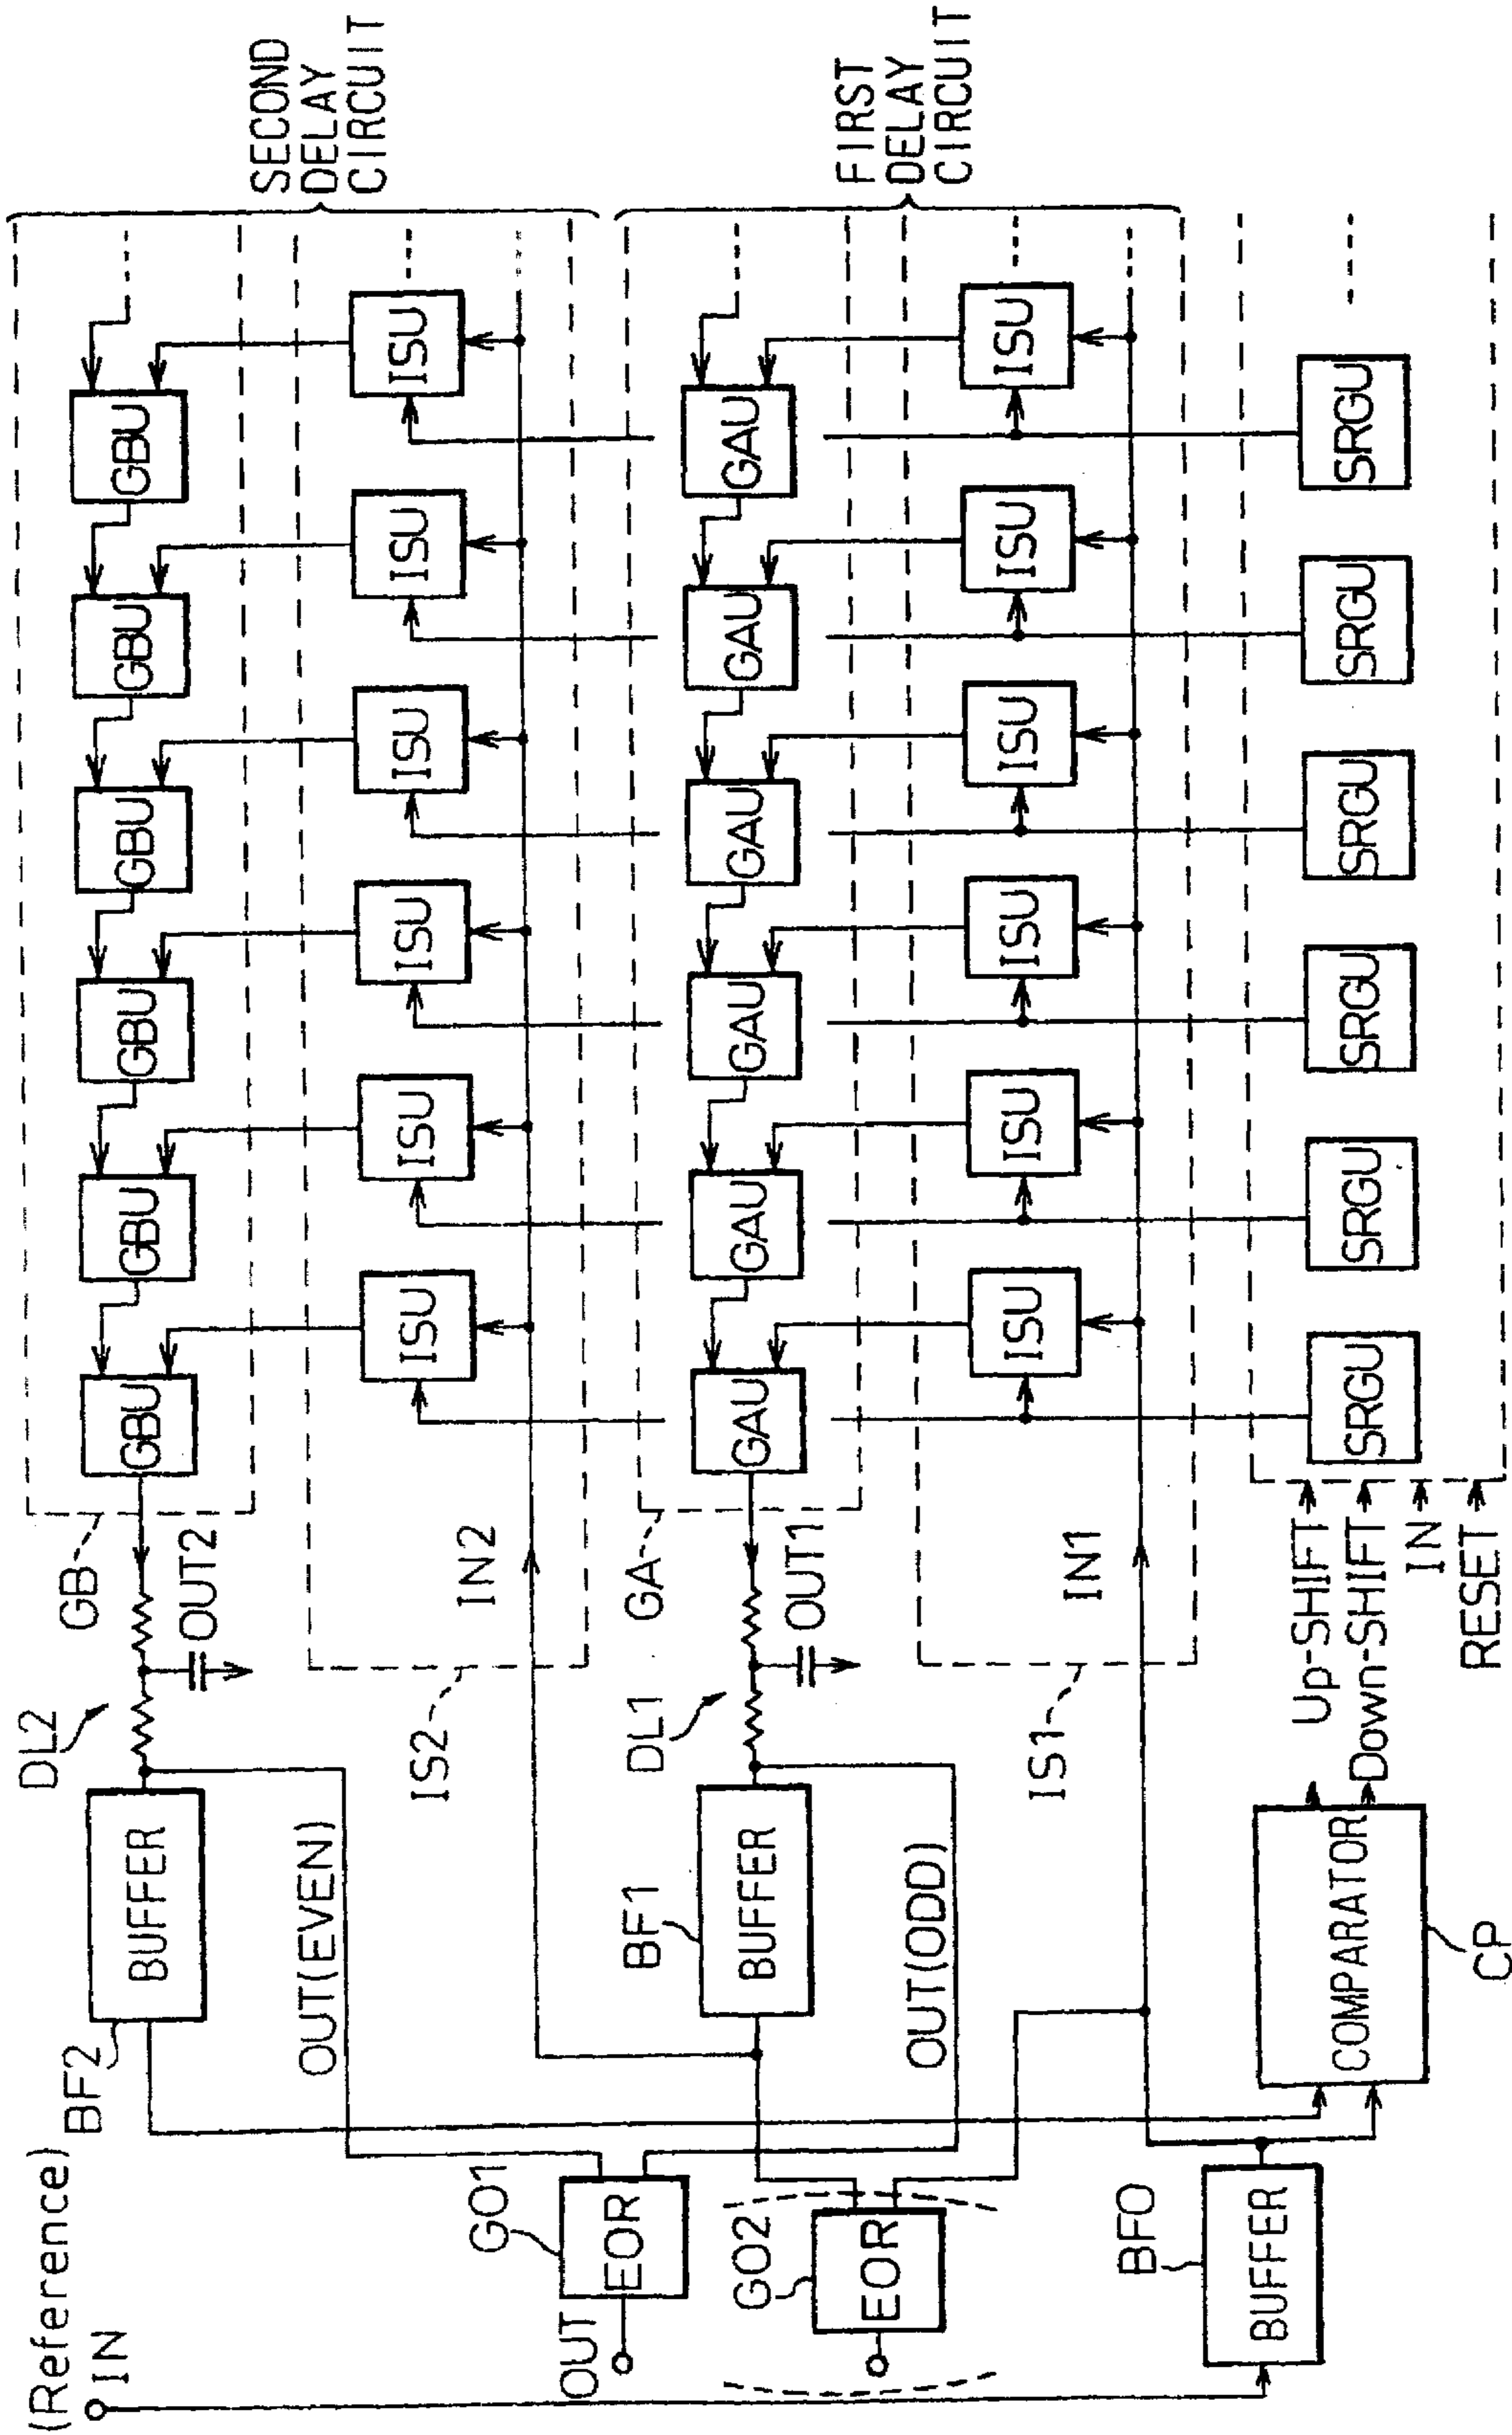 (Reference)
IN
BF2
BUFFER
DL2
GB
OUT2
GBU
GBU
GBU
GBU
GBU
GBU
SECOND
DELAY
CIRCUIT
OUT(EVEN)
IS2
IN2
ISU
ISU
ISU
ISU
ISU
ISU
GO1
EOR
OUT
BF1
BUFFER
DL1
GA
OUT1
GAU
GAU
GAU
GAU
GAU
GAU
FIRST
DELAY
CIRCUIT
GO2
EOR
OUT(ODD)
IS1
IN1
ISU
ISU
ISU
ISU
ISU
ISU
BF0
BUFFER
COMPARATOR
CP
Up-SHIFT
Down-SHIFT
IN
RESET
SRGU
SRGU
SRGU
SRGU
SRGU
SRGU